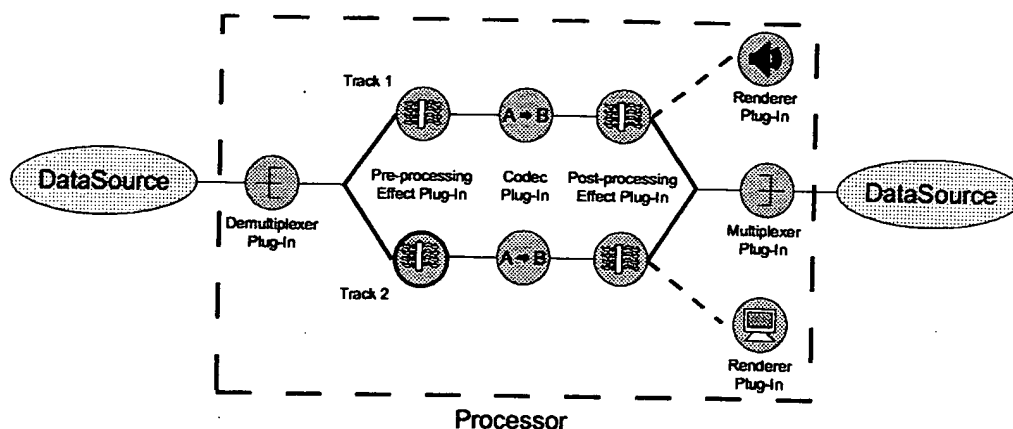 Track 1
Renderer
Plug-In
A➔B
DataSource
Demultiplexer
Plug-In
Pre-processing
Effect Plug-In
Codec
Plug-In
Post-processing
Effect Plug-In
Multiplexer
Plug-In
DataSource
A➔B
Track 2
Renderer
Plug-In
Processor